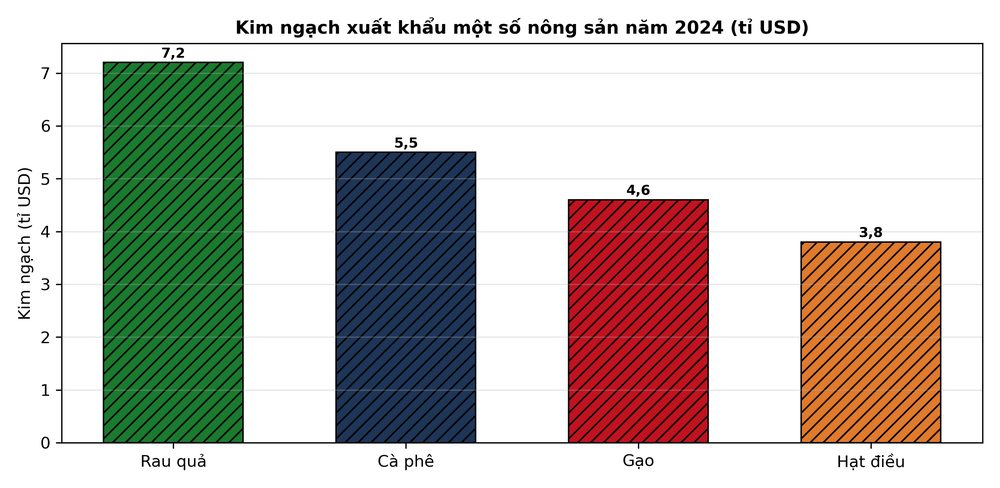 Kim ngạch xuất khẩu một số nông sản năm 2024 (tỉ USD)
Kim ngạch (tỉ USD)
7
6
5
4
3
2
1
0
7,2
5,5
4,6
3,8
Rau quả
Cà phê
Gạo
Hạt điều